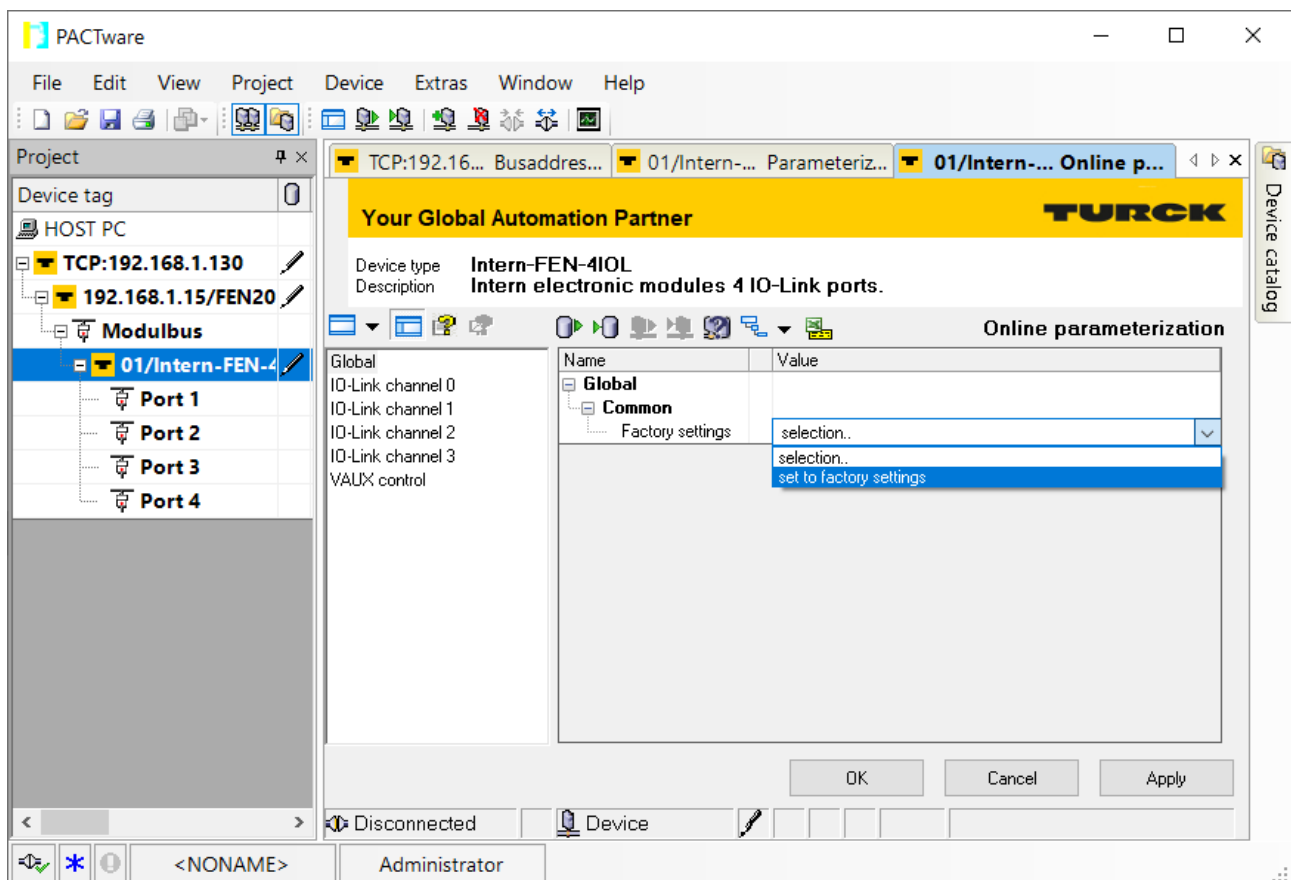 PACTware
File Edit View Project Device Extras Window Help
Project
TCP:192.16... Busaddres... 01/Intern-... Parameteriz... 01/Intern-... Online p...
Device tag
HOST PC
TCP:192.168.1.130
192.168.1.15/FEN20
Modulbus
01/Intern-FEN-4
Port 1
Port 2
Port 3
Port 4
Your Global Automation Partner
TURCK
Device type Intern-FEN-4IOL
Description Intern electronic modules 4 IO-Link ports.
Online parameterization
Global
IO-Link channel 0
IO-Link channel 1
IO-Link channel 2
IO-Link channel 3
VAUX control
Name Value
Global
Common
Factory settings selection..
selection..
set to factory settings
OK Cancel Apply
Disconnected Device
<NONAME> Administrator
Device catalog